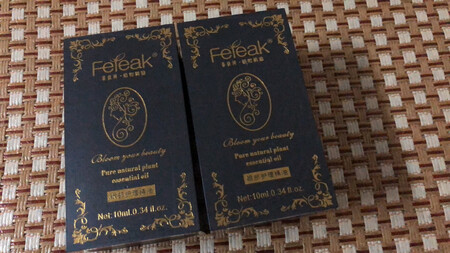 Fefeak®
Bloom your beauty
Pure natural plant
essential oil
Net:10ml 0.34 fl.oz.
Fefeak®
Bloom your beauty
Pure natural plant
essential oil
Net:10ml 0.34 fl.oz.